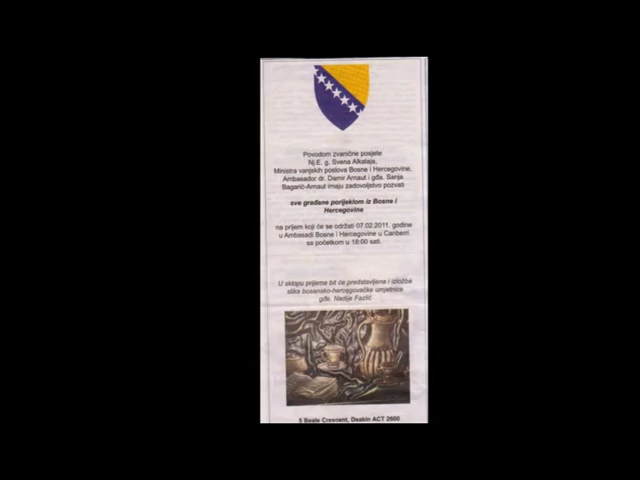 Povodom zvanične posjete
Nj.E. g. Svena Alkalaja,
Ministra vanjskih poslova Bosne i Hercegovine,
Ambasador dr. Damir Arnaut i gđa. Sanja
Bagarić-Arnaut imaju zadovoljstvo pozvati
sve građane porijeklom iz Bosne i
Hercegovine
na prijem koji će se održati 07.02.2011. godine
u Ambasadi Bosne i Hercegovine u Canberri
sa početkom u 18:00 sati.
U sklopu prijema bit će predstavljena i izložba
slika bosansko-hercegovačke umjetnice
gđe. Nadije Fazlić
5 Beale Crescent, Deakin ACT 2600